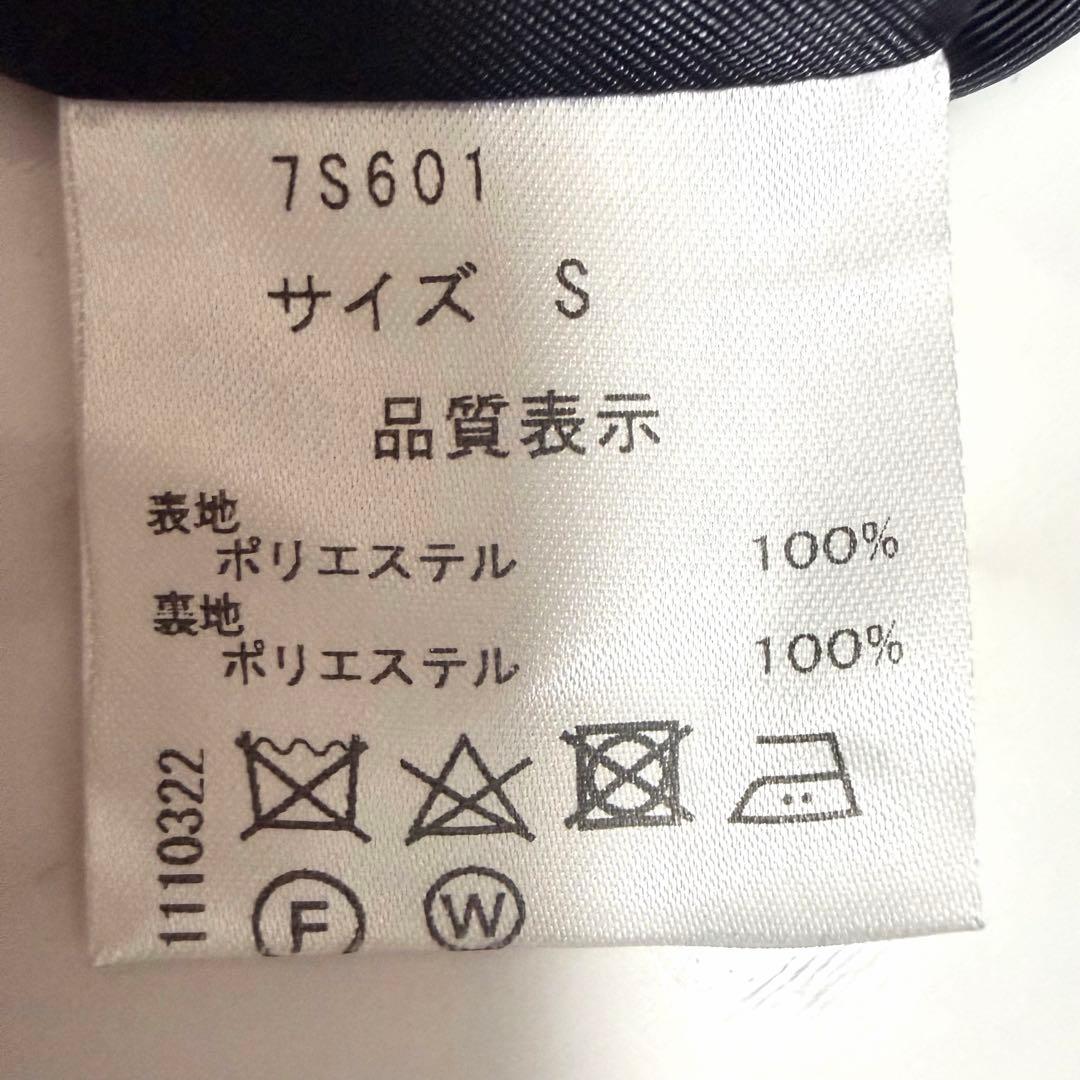 7S601
サイズ S
品質表示
表地
ポリエステル 100%
裏地
ポリエステル 100%
1110322
F W